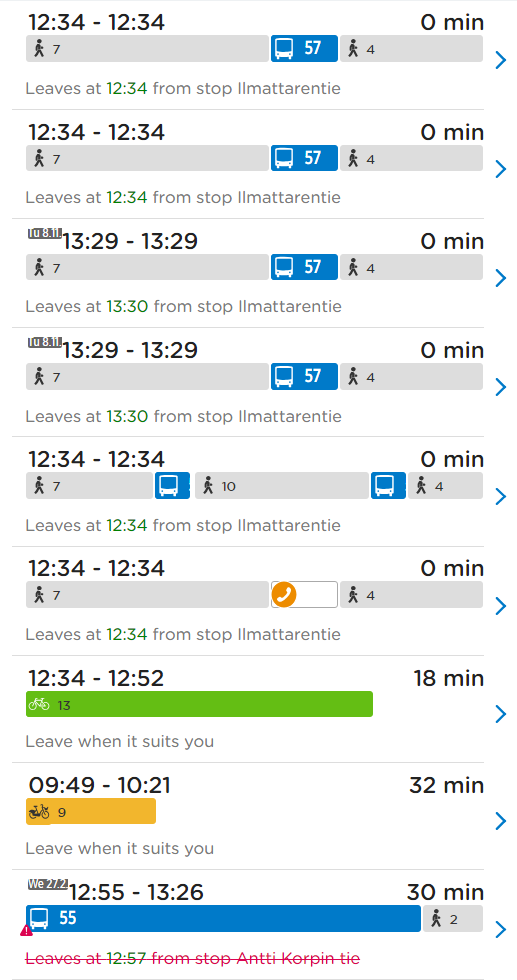 12:34 - 12:34 0 min
7 57 4
Leaves at 12:34 from stop Ilmattarentie
12:34 - 12:34 0 min
7 57 4
Leaves at 12:34 from stop Ilmattarentie
Tu 8.11. 13:29 - 13:29 0 min
7 57 4
Leaves at 13:30 from stop Ilmattarentie
Tu 8.11. 13:29 - 13:29 0 min
7 57 4
Leaves at 13:30 from stop Ilmattarentie
12:34 - 12:34 0 min
7 10 4
Leaves at 12:34 from stop Ilmattarentie
12:34 - 12:34 0 min
7 4
Leaves at 12:34 from stop Ilmattarentie
12:34 - 12:52 18 min
13
Leave when it suits you
09:49 - 10:21 32 min
9
Leave when it suits you
We 27.2. 12:55 - 13:26 30 min
55 2
Leaves at 12:57 from stop Antti Korpin tie